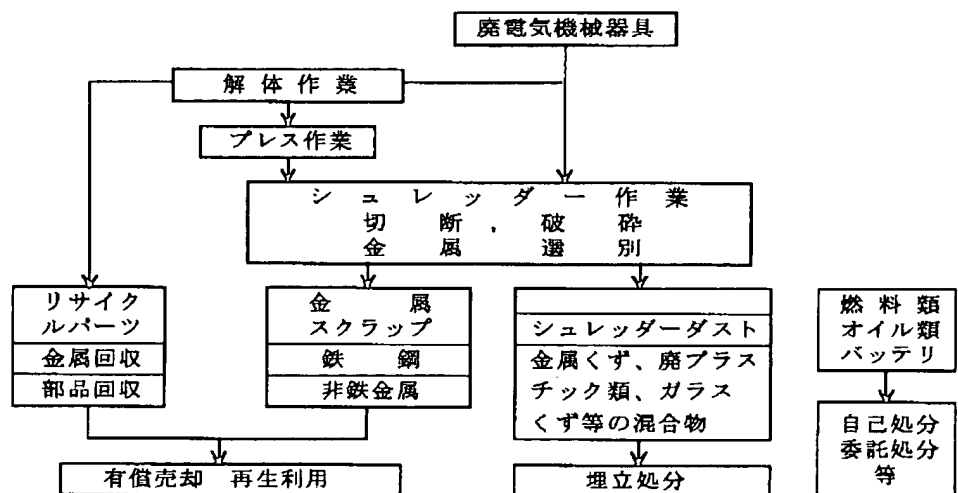 廃電気機械器具
解体作業
プレス作業
シュレッダー作業
切断,破砕
金属選別
リサイク
ルパーツ
金属回収
部品回収
金属
スクラップ
鉄鋼
非鉄金属
シュレッダーダスト
金属くず、廃プラス
チック類、ガラス
くず等の混合物
燃料類
オイル類
バッテリ
自己処分
委託処分
等
有償売却 再生利用
埋立処分